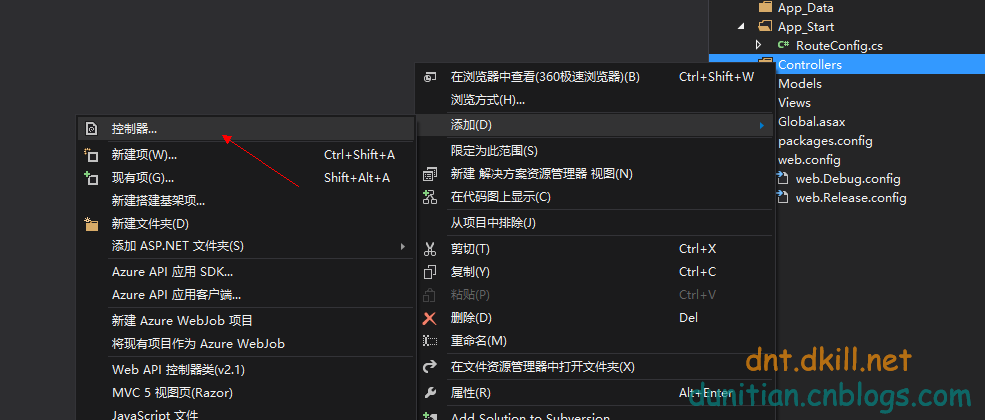 App_Data
App_Start
RouteConfig.cs
Controllers
Models
Views
Global.asax
packages.config
web.config
web.Debug.config
web.Release.config
在浏览器中查看(360极速浏览器)(B) Ctrl+Shift+W
浏览方式(H)...
添加(D)
限定为此范围(S)
新建 解决方案资源管理器 视图(N)
在代码图上显示(C)
从项目中排除(J)
剪切(T) Ctrl+X
复制(Y) Ctrl+C
粘贴(P) Ctrl+V
删除(D) Del
重命名(M)
在文件资源管理器中打开文件夹(X)
属性(R) Alt+Enter
Add Solution to Subversion
控制器...
新建项(W)... Ctrl+Shift+A
现有项(G)... Shift+Alt+A
新建搭建基架项...
新建文件夹(D)
添加 ASP.NET 文件夹(S)
Azure API 应用 SDK...
Azure API 应用客户端...
新建 Azure WebJob 项目
将现有项目作为 Azure WebJob
Web API 控制器类(v2.1)
MVC 5 视图页(Razor)
JavaScript 文件
dnt.dkill.net
dunitian.cnblogs.com